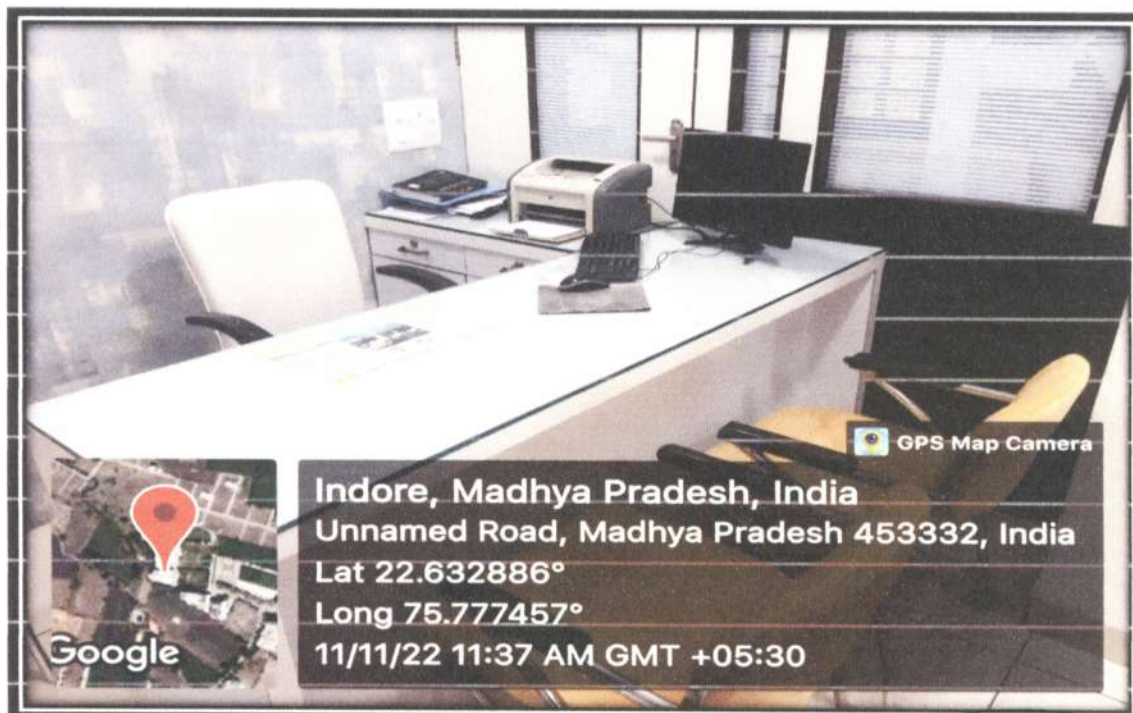 GPS Map Camera
Indore, Madhya Pradesh, India
Unnamed Road, Madhya Pradesh 453332, India
Lat 22.632886°
Long 75.777457°
11/11/22 11:37 AM GMT +05:30
Google